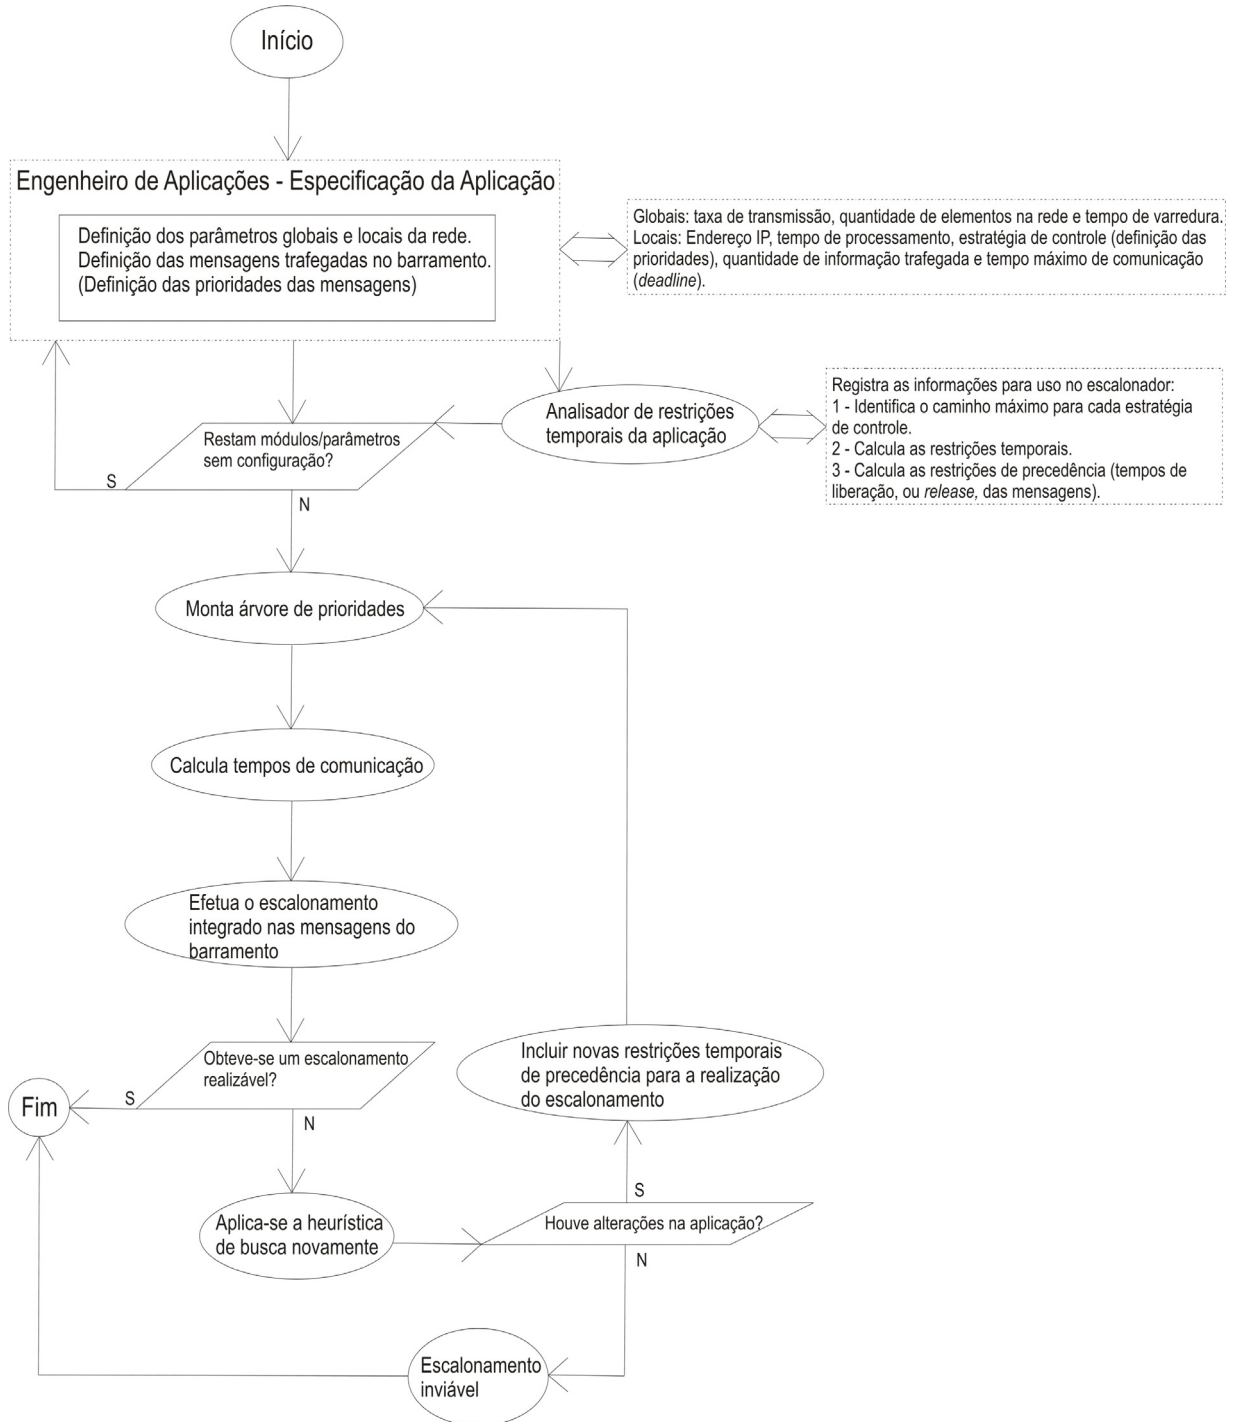 Início
Engenheiro de Aplicações - Especificação da Aplicação
Definição dos parâmetros globais e locais da rede.
Definição das mensagens trafegadas no barramento.
(Definição das prioridades das mensagens)
Globais: taxa de transmissão, quantidade de elementos na rede e tempo de varredura.
Locais: Endereço IP, tempo de processamento, estratégia de controle (definição das
prioridades), quantidade de informação trafegada e tempo máximo de comunicação
(deadline).
Analisador de restrições
temporais da aplicação
Registra as informações para uso no escalonador:
1 - Identifica o caminho máximo para cada estratégia
de controle.
2 - Calcula as restrições temporais.
3 - Calcula as restrições de precedência (tempos de
liberação, ou release, das mensagens).
Restam módulos/parâmetros
sem configuração?
S
N
Monta árvore de prioridades
Calcula tempos de comunicação
Efetua o escalonamento
integrado nas mensagens do
barramento
Obteve-se um escalonamento
realizável?
S
N
Fim
Incluir novas restrições temporais
de precedência para a realização
do escalonamento
Aplica-se a heurística
de busca novamente
S
Houve alterações na aplicação?
N
Escalonamento
inviável